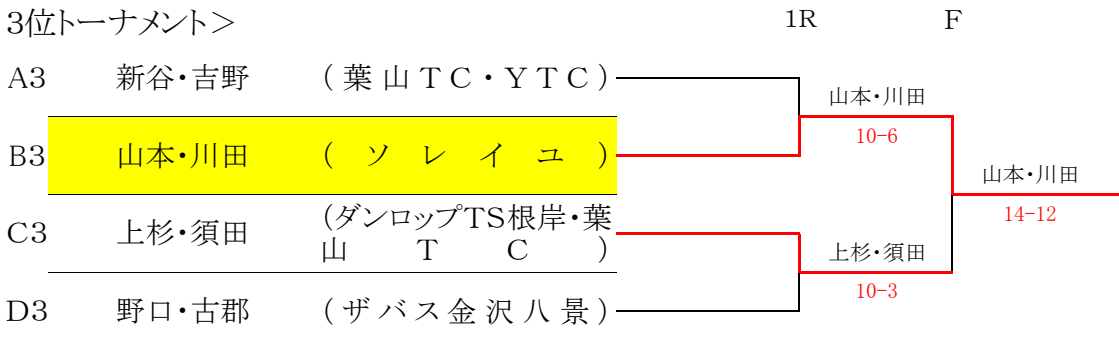 3位トーナメント＞ 1R F
A3 新谷・吉野 (葉山TC・YTC)
山本・川田
10-6
B3 山本・川田 (ソレイユ)
山本・川田
14-12
C3 上杉・須田 (ダンロップTS根岸・葉
山TC)
上杉・須田
10-3
D3 野口・古郡 (ザバス金沢八景)